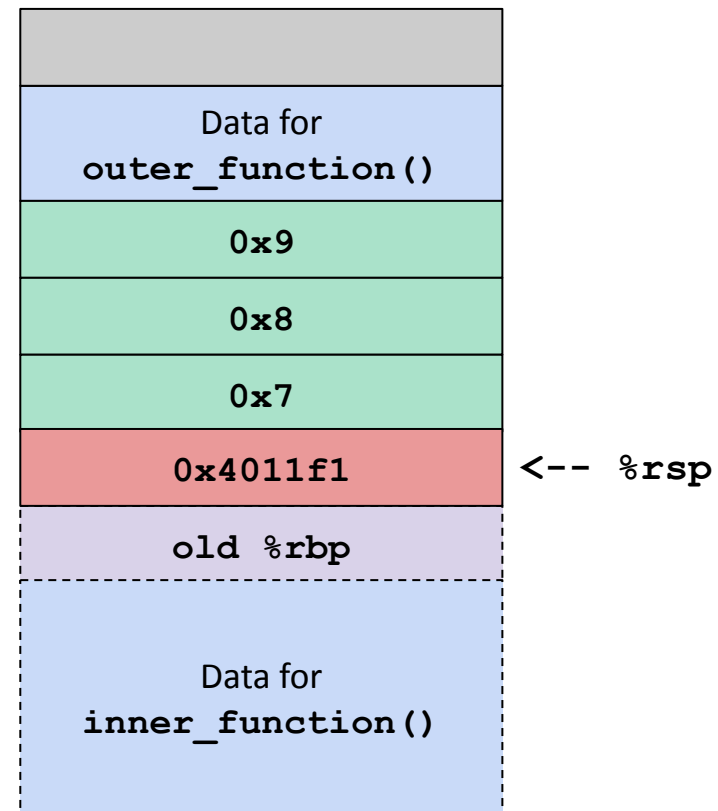 Data for
outer_function()
0x9
0x8
0x7
0x4011f1 <-- %rsp
old %rbp
Data for
inner_function()